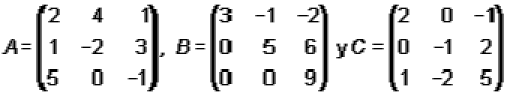 A = (2 4 1; 1 -2 3; 5 0 -1), B = (3 -1 -2; 0 5 6; 0 0 9) y C = (2 0 -1; 0 -1 2; 1 -2 5)